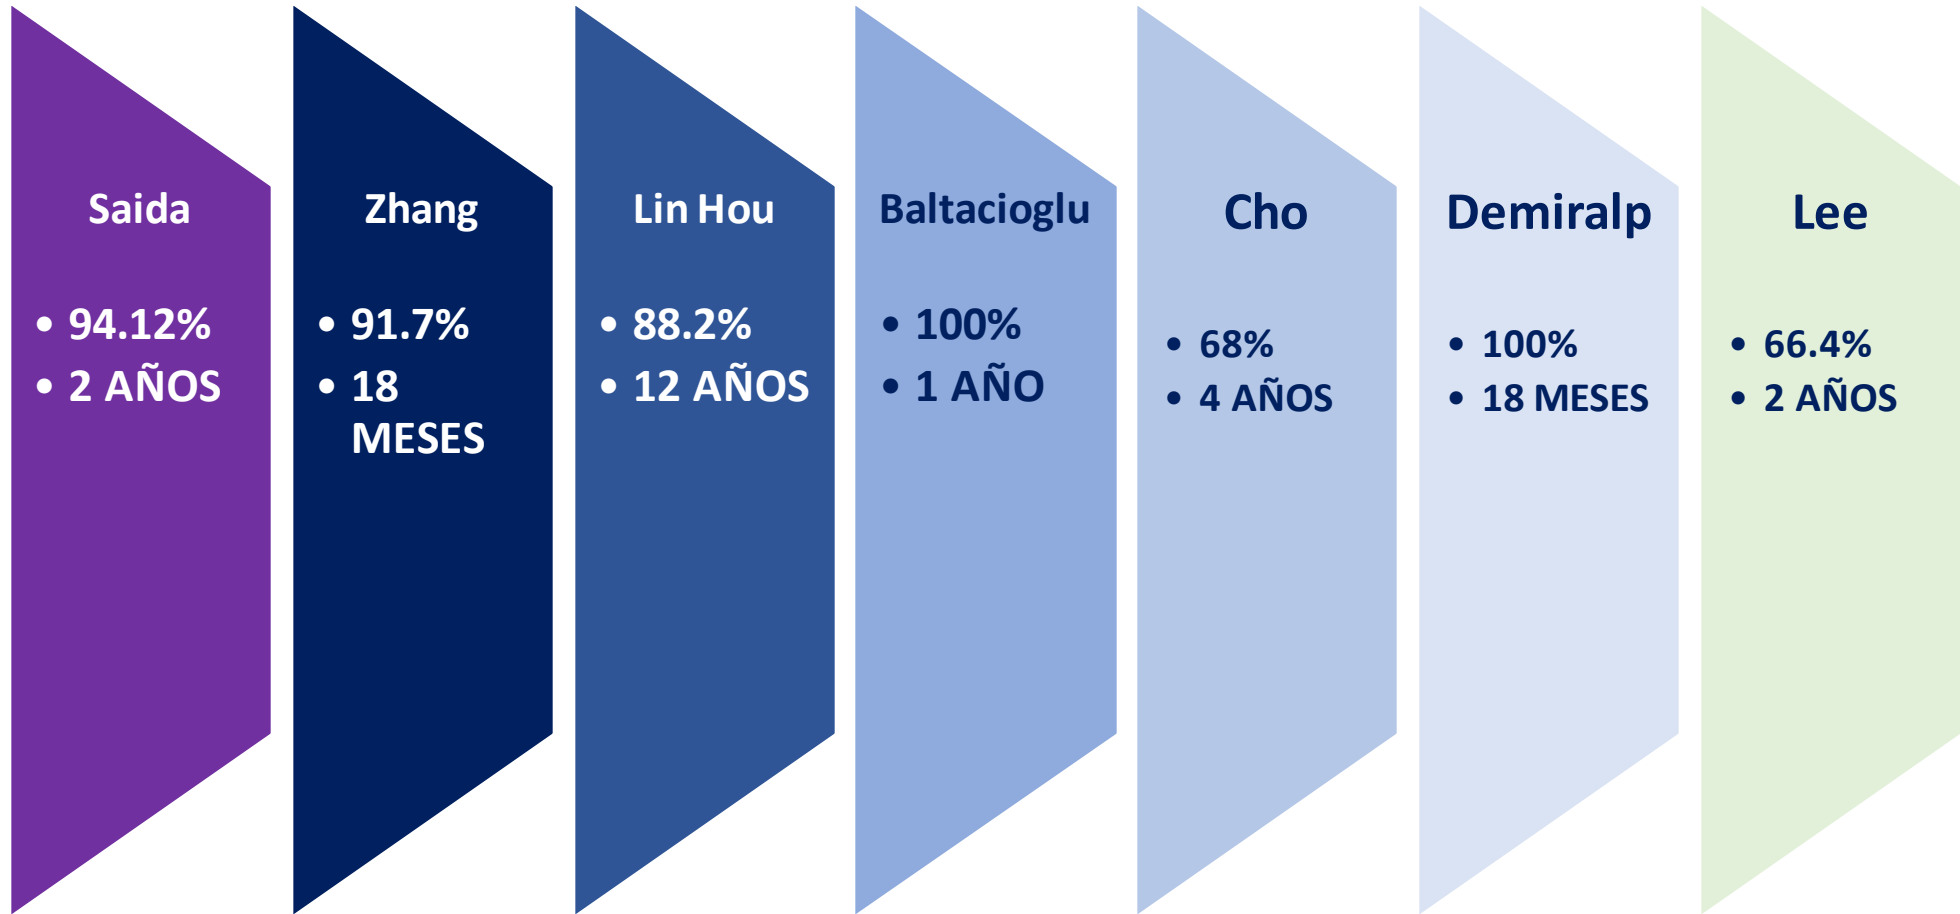 Saida
• 94.12%
• 2 AÑOS
Zhang
• 91.7%
• 18
MESES
Lin Hou
• 88.2%
• 12 AÑOS
Baltacioglu
• 100%
• 1 AÑO
Cho
• 68%
• 4 AÑOS
Demiralp
• 100%
• 18 MESES
Lee
• 66.4%
• 2 AÑOS